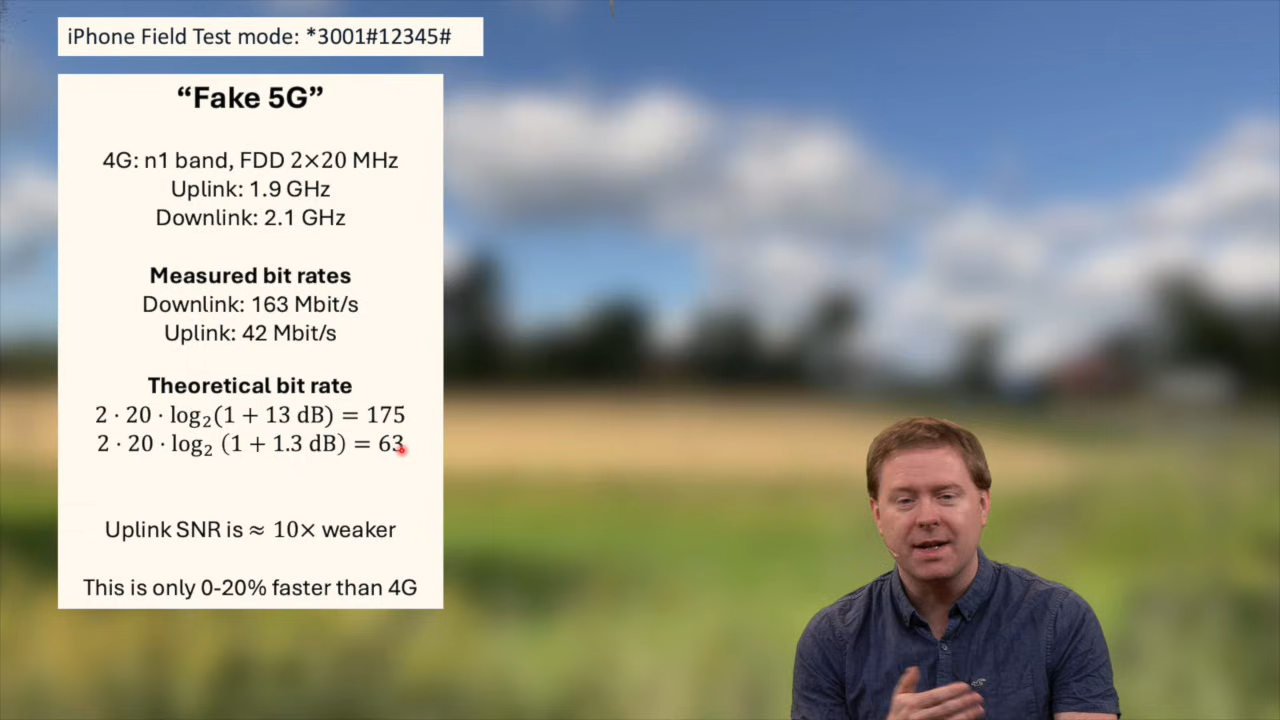 iPhone Field Test mode: *3001#12345#
“Fake 5G”
4G: n1 band, FDD 2×20 MHz
Uplink: 1.9 GHz
Downlink: 2.1 GHz
Measured bit rates
Downlink: 163 Mbit/s
Uplink: 42 Mbit/s
Theoretical bit rate
2 · 20 · log₂(1 + 13 dB) = 175
2 · 20 · log₂ (1 + 1.3 dB) = 63
Uplink SNR is ≈ 10× weaker
This is only 0-20% faster than 4G